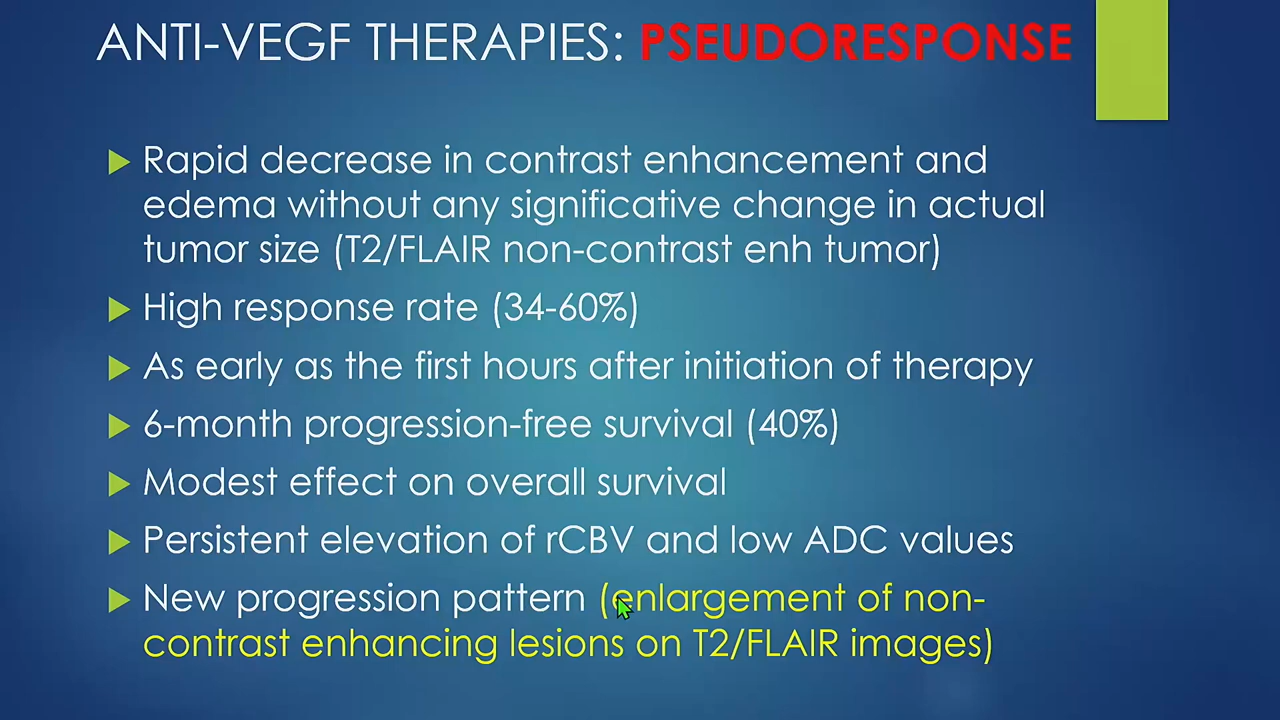 ANTI-VEGF THERAPIES: PSEUDORESPONSE
Rapid decrease in contrast enhancement and
edema without any significative change in actual
tumor size (T2/FLAIR non-contrast enh tumor)
High response rate (34-60%)
As early as the first hours after initiation of therapy
6-month progression-free survival (40%)
Modest effect on overall survival
Persistent elevation of rCBV and low ADC values
New progression pattern (enlargement of non-
contrast enhancing lesions on T2/FLAIR images)